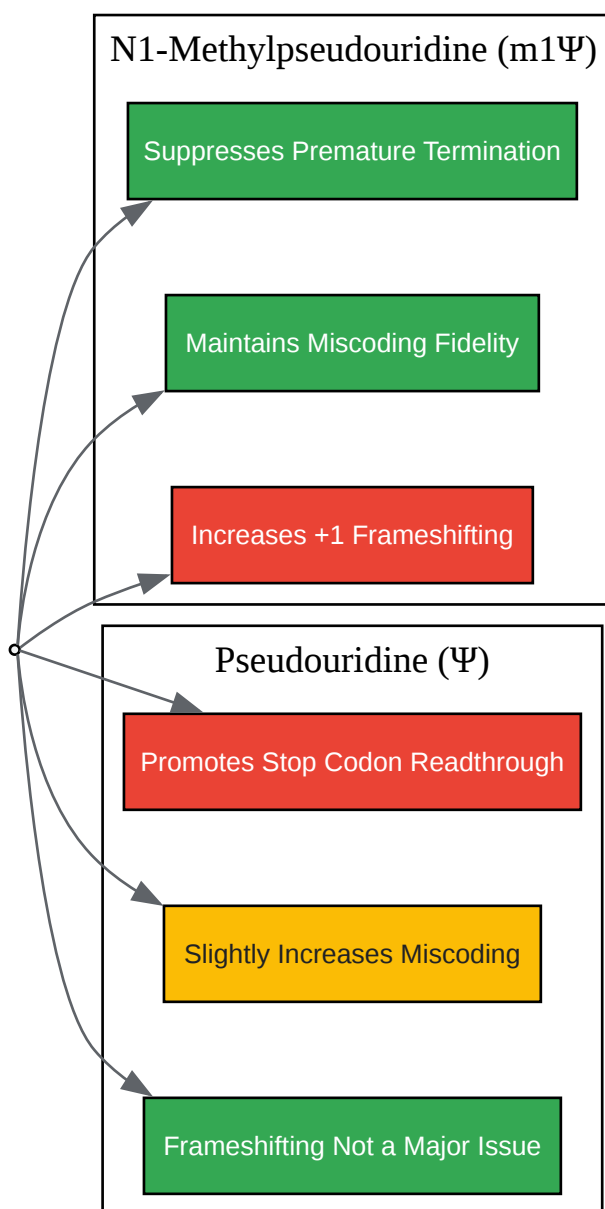 N1-Methylpseudouridine (m1Ψ)
Suppresses Premature Termination
Maintains Miscoding Fidelity
Increases +1 Frameshifting
Pseudouridine (Ψ)
Promotes Stop Codon Readthrough
Slightly Increases Miscoding
Frameshifting Not a Major Issue